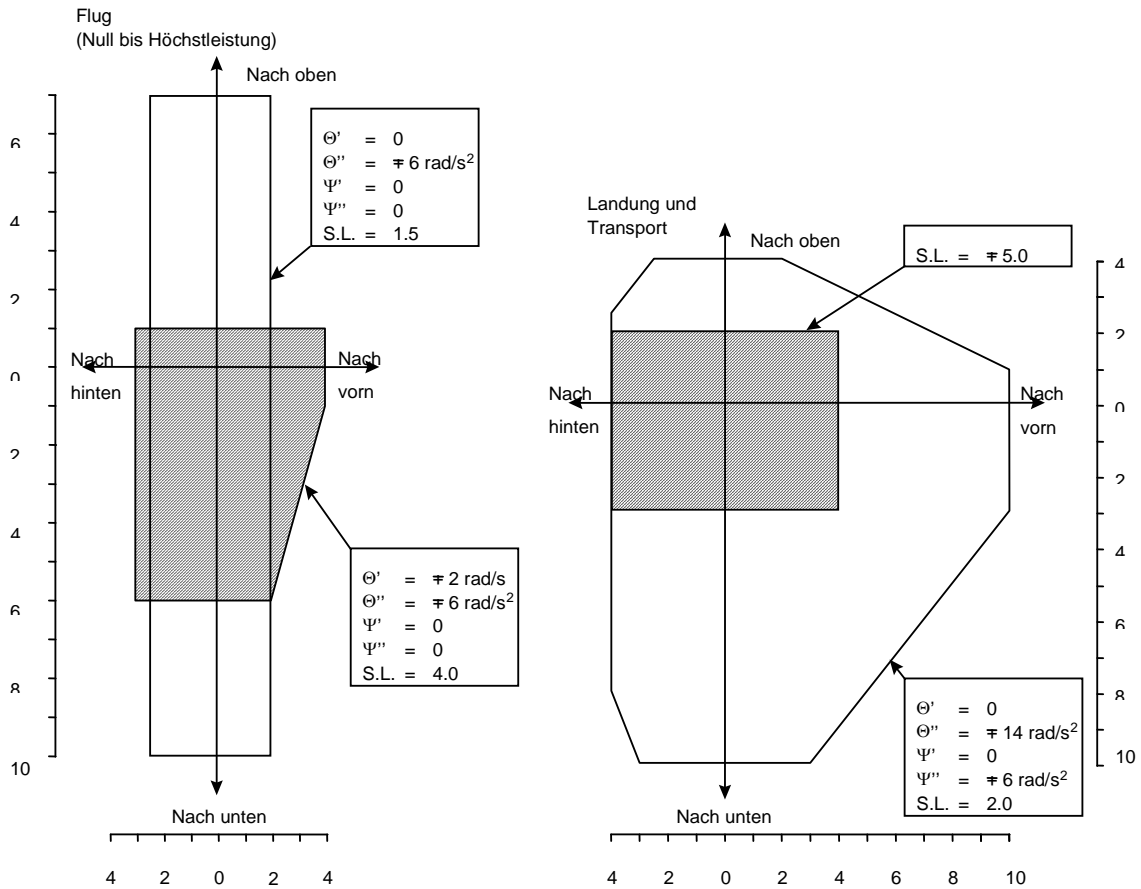 Flug
(Null bis Höchstleistung)
Nach oben
Θ' = 0
Θ'' = ∓ 6 rad/s²
Ψ' = 0
Ψ'' = 0
S.L. = 1.5
6
4
2
0
2
4
6
8
10
Nach
hinten
Nach
vorn
Θ' = ∓ 2 rad/s
Θ'' = ∓ 6 rad/s²
Ψ' = 0
Ψ'' = 0
S.L. = 4.0
Nach unten
4 2 0 2 4
Landung und
Transport
Nach oben
S.L. = ∓ 5.0
Nach
hinten
Nach
vorn
4
2
0
2
4
6
8
10
Θ' = 0
Θ'' = ∓ 14 rad/s²
Ψ' = 0
Ψ'' = ∓ 6 rad/s²
S.L. = 2.0
Nach unten
4 2 0 2 4 6 8 10